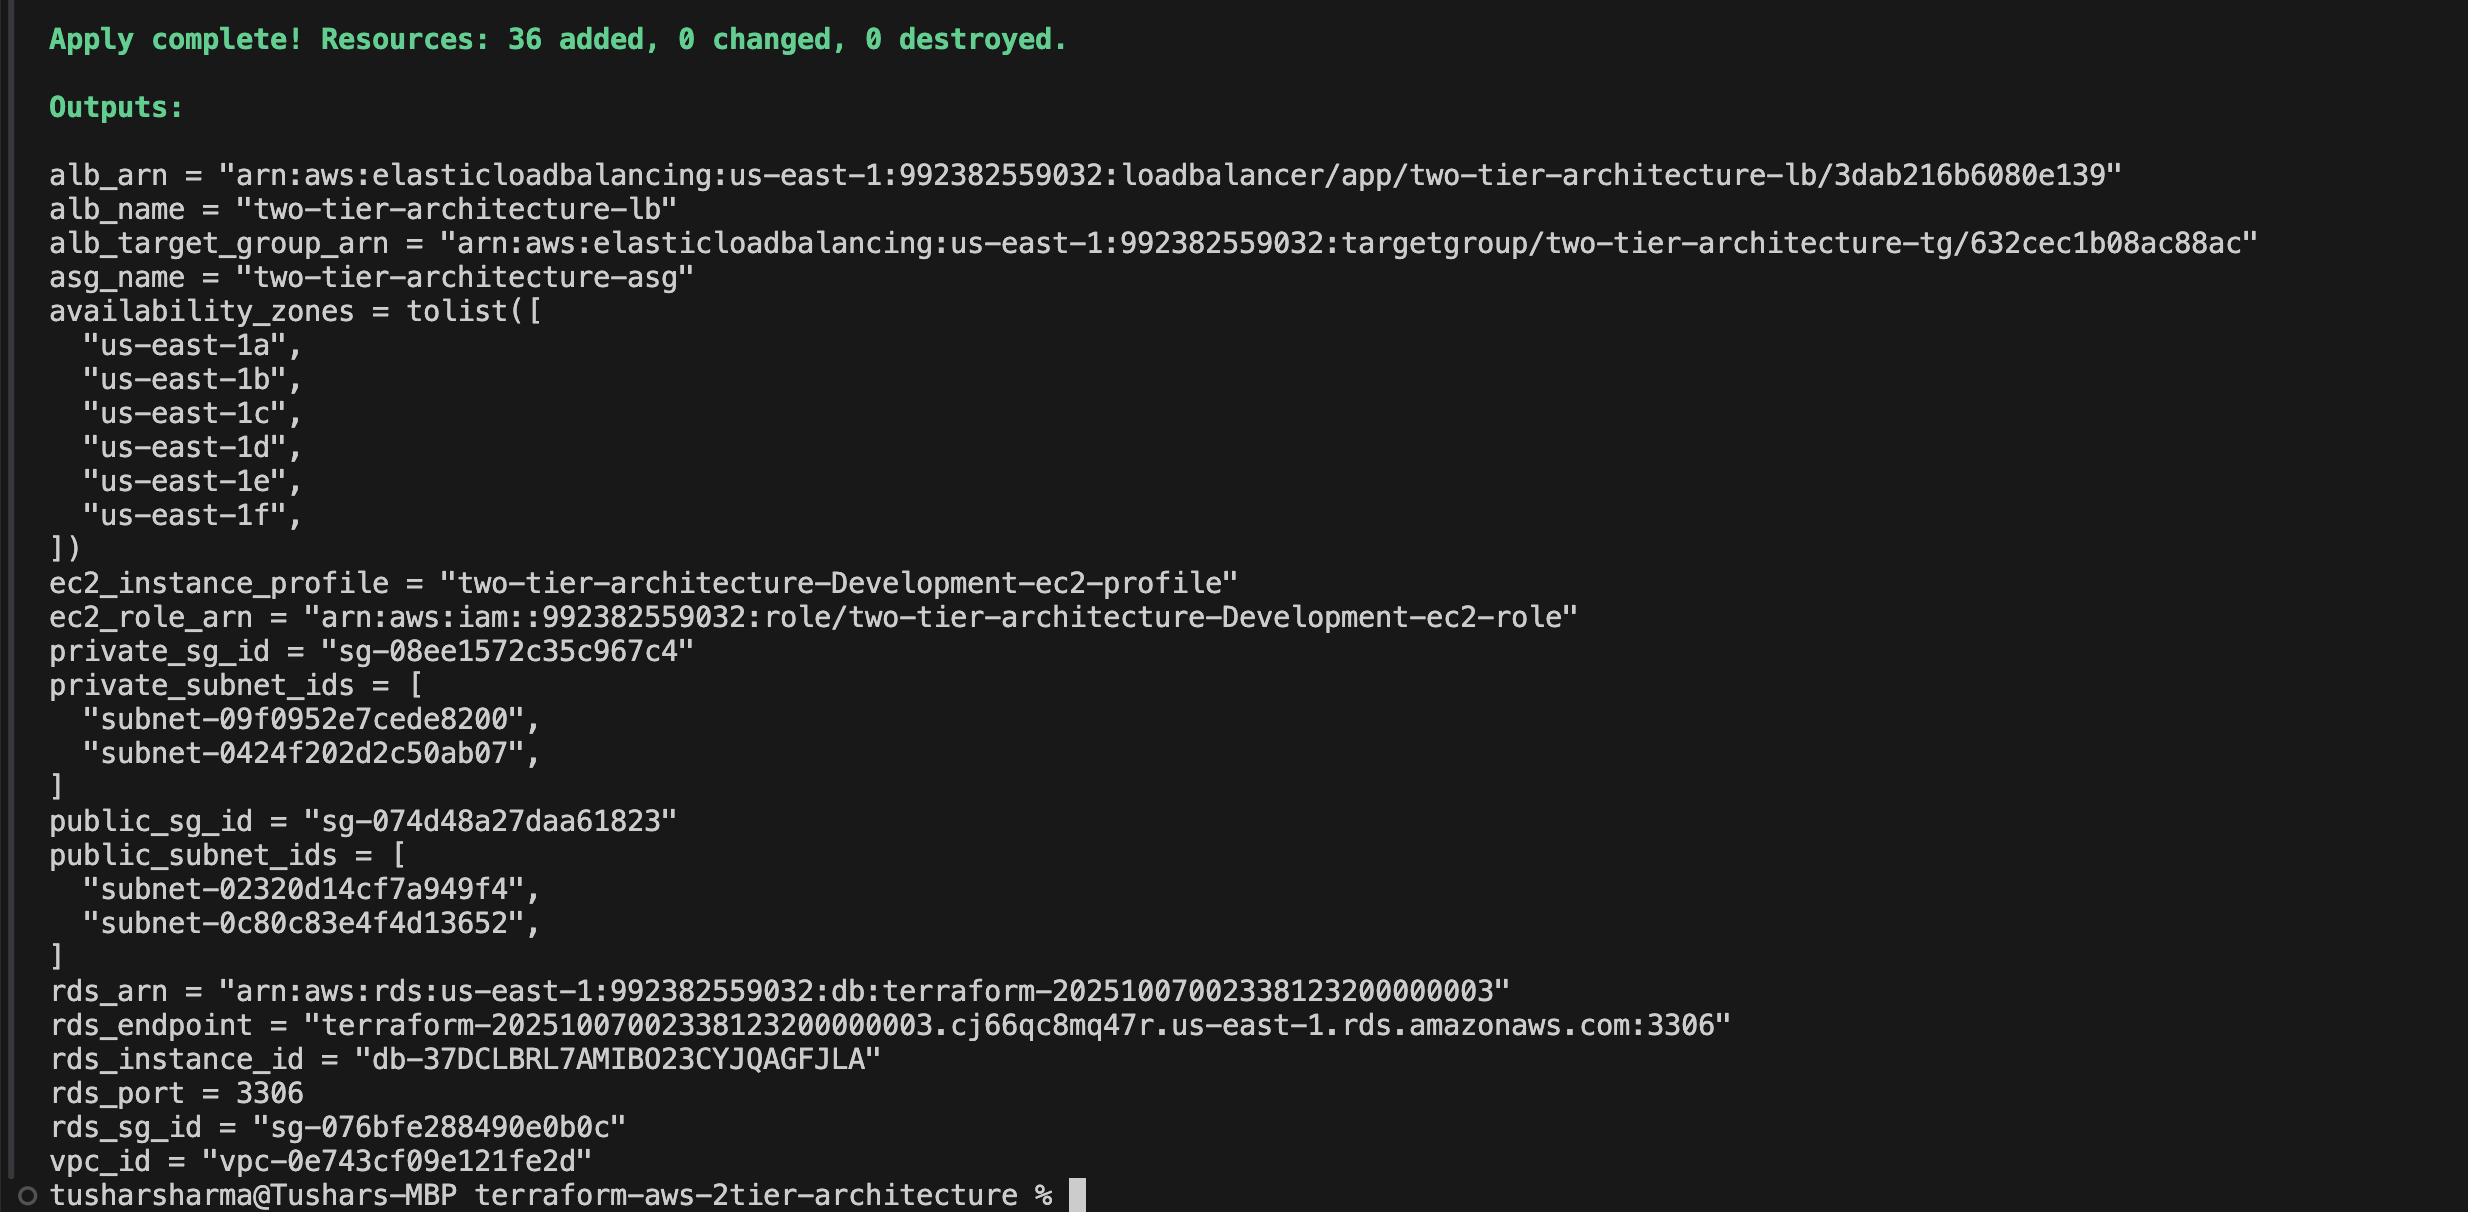 Apply complete! Resources: 36 added, 0 changed, 0 destroyed.
Outputs:
alb_arn = "arn:aws:elasticloadbalancing:us-east-1:992382559032:loadbalancer/app/two-tier-architecture-lb/3dab216b6080e139"
alb_name = "two-tier-architecture-lb"
alb_target_group_arn = "arn:aws:elasticloadbalancing:us-east-1:992382559032:targetgroup/two-tier-architecture-tg/632cec1b08ac88ac"
asg_name = "two-tier-architecture-asg"
availability_zones = tolist([
  "us-east-1a",
  "us-east-1b",
  "us-east-1c",
  "us-east-1d",
  "us-east-1e",
  "us-east-1f",
])
ec2_instance_profile = "two-tier-architecture-Development-ec2-profile"
ec2_role_arn = "arn:aws:iam::992382559032:role/two-tier-architecture-Development-ec2-role"
private_sg_id = "sg-08ee1572c35c967c4"
private_subnet_ids = [
  "subnet-09f0952e7cede8200",
  "subnet-0424f202d2c50ab07",
]
public_sg_id = "sg-074d48a27daa61823"
public_subnet_ids = [
  "subnet-02320d14cf7a949f4",
  "subnet-0c80c83e4f4d13652",
]
rds_arn = "arn:aws:rds:us-east-1:992382559032:db:terraform-20251007002338123200000003"
rds_endpoint = "terraform-20251007002338123200000003.cj66qc8mq47r.us-east-1.rds.amazonaws.com:3306"
rds_instance_id = "db-37DCLBRL7AMIBO23CYJQAGFJLA"
rds_port = 3306
rds_sg_id = "sg-076bfe288490e0b0c"
vpc_id = "vpc-0e743cf09e121fe2d"
tusharsharma@Tushars-MBP terraform-aws-2tier-architecture %